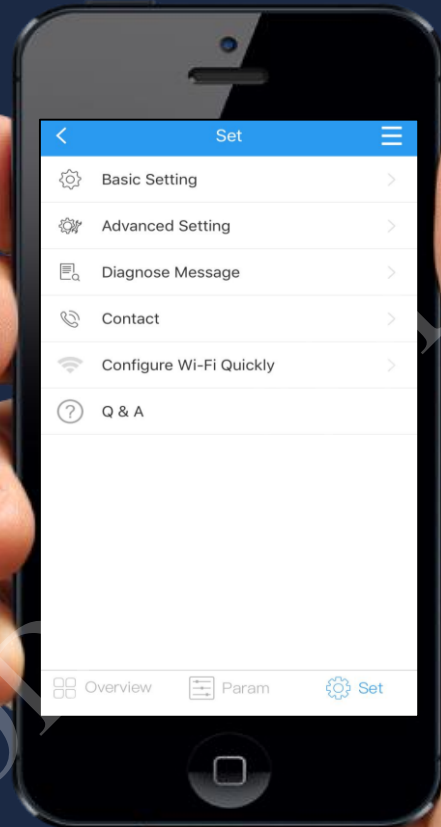 Set
Basic Setting
Advanced Setting
Diagnose Message
Contact
Configure Wi-Fi Quickly
Q & A
Overview Param Set